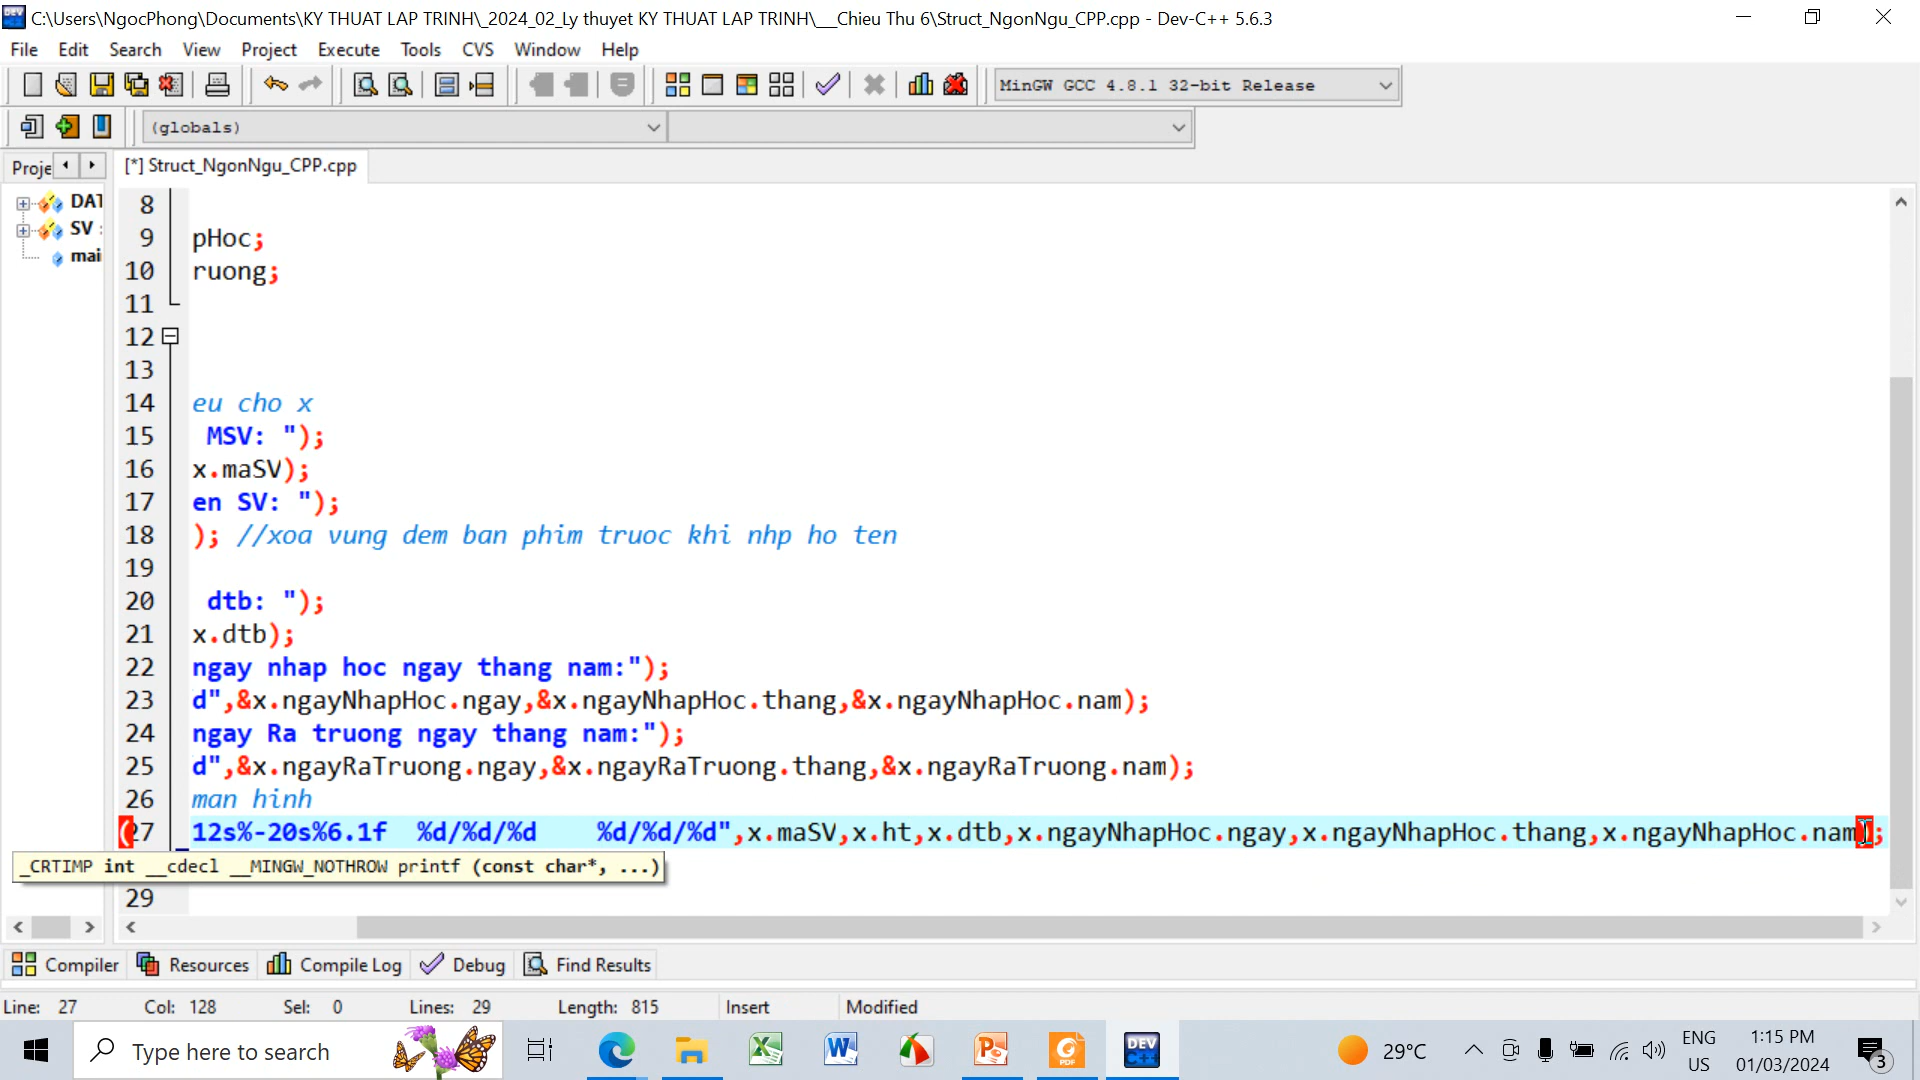 C:\Users\NgocPhong\Documents\KY THUAT LAP TRINH\_2024_02_Ly thuyet KY THUAT LAP TRINH\__Chieu Thu 6\Struct_NgonNgu_CPP.cpp - Dev-C++ 5.6.3
File Edit Search View Project Execute Tools CVS Window Help
MinGW GCC 4.8.1 32-bit Release
(globals)
Proje [*] Struct_NgonNgu_CPP.cpp
DAT
SV :
mai
8
9 pHoc;
10 ruong;
11
12
13
14 eu cho x
15 MSV: ");
16 x.maSV);
17 en SV: ");
18 ); //xoa vung dem ban phim truoc khi nhp ho ten
19
20 dtb: ");
21 x.dtb);
22 ngay nhap hoc ngay thang nam:");
23 d",&x.ngayNhapHoc.ngay,&x.ngayNhapHoc.thang,&x.ngayNhapHoc.nam);
24 ngay Ra truong ngay thang nam:");
25 d",&x.ngayRaTruong.ngay,&x.ngayRaTruong.thang,&x.ngayRaTruong.nam);
26 man hinh
(27 12s%-20s%6.1f  %d/%d/%d    %d/%d/%d",x.maSV,x.ht,x.dtb,x.ngayNhapHoc.ngay,x.ngayNhapHoc.thang,x.ngayNhapHoc.nam);
_CRTIMP int __cdecl __MINGW_NOTHROW printf (const char*, ...)
29
Compiler Resources Compile Log Debug Find Results
Line: 27 Col: 128 Sel: 0 Lines: 29 Length: 815 Insert Modified
Type here to search
DEV
29°C
ENG
US
1:15 PM
01/03/2024
3